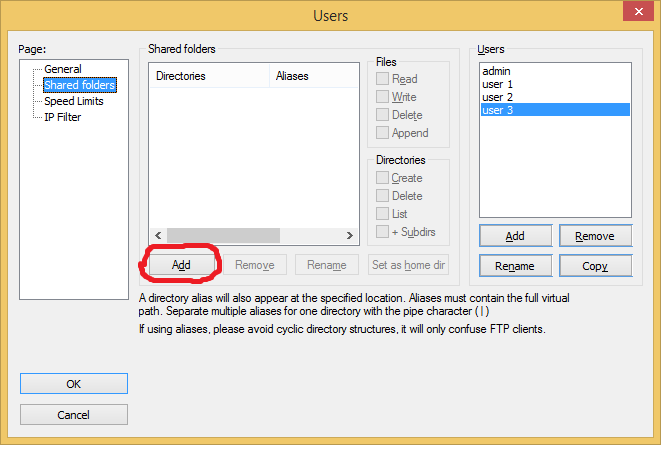 Users
Page:
General
Shared folders
Speed Limits
IP Filter
OK
Cancel
Shared folders
Directories Aliases
Files
Read
Write
Delete
Append
Directories
Create
Delete
List
+ Subdirs
Add Remove Rename Set as home dir
A directory alias will also appear at the specified location. Aliases must contain the full virtual
path. Separate multiple aliases for one directory with the pipe character (|)
If using aliases, please avoid cyclic directory structures, it will only confuse FTP clients.
Users
admin
user 1
user 2
user 3
Add Remove
Rename Copy